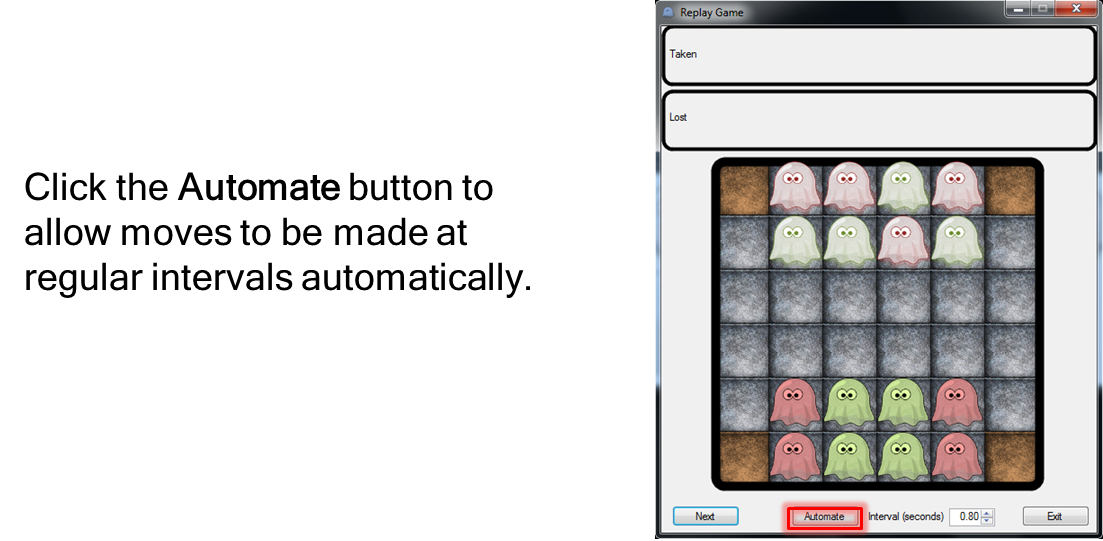 Click the Automate button to
allow moves to be made at
regular intervals automatically.
Replay Game
Taken
Lost
Next
Automate
Interval (seconds)
0.80
Exit